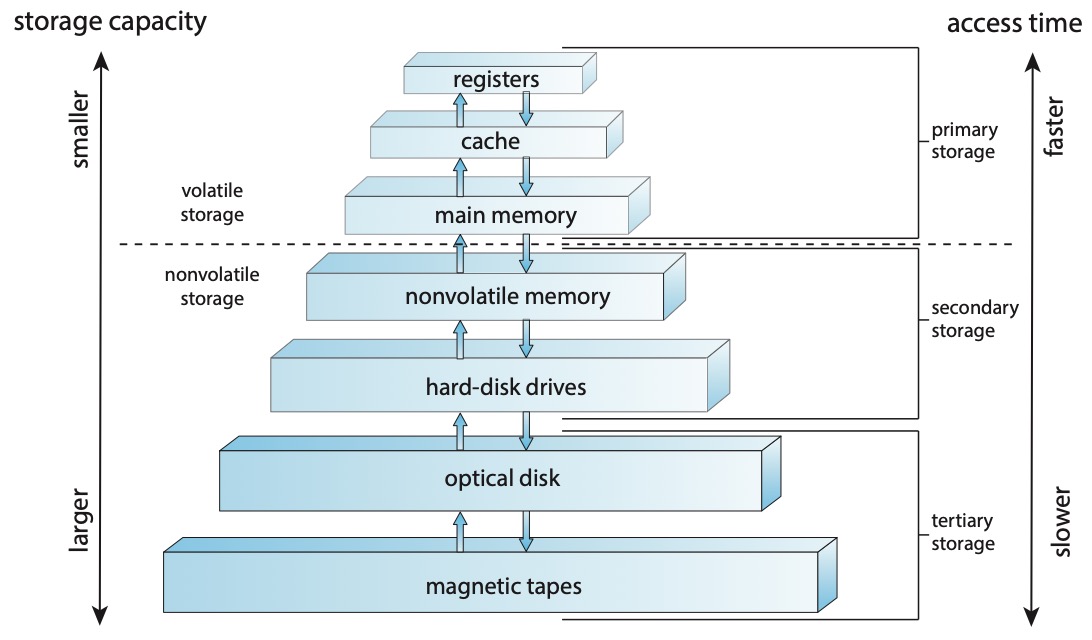 storage capacity
access time
smaller
faster
registers
cache
primary
storage
volatile
storage
main memory
nonvolatile
storage
nonvolatile memory
secondary
storage
hard-disk drives
optical disk
larger
slower
tertiary
storage
magnetic tapes